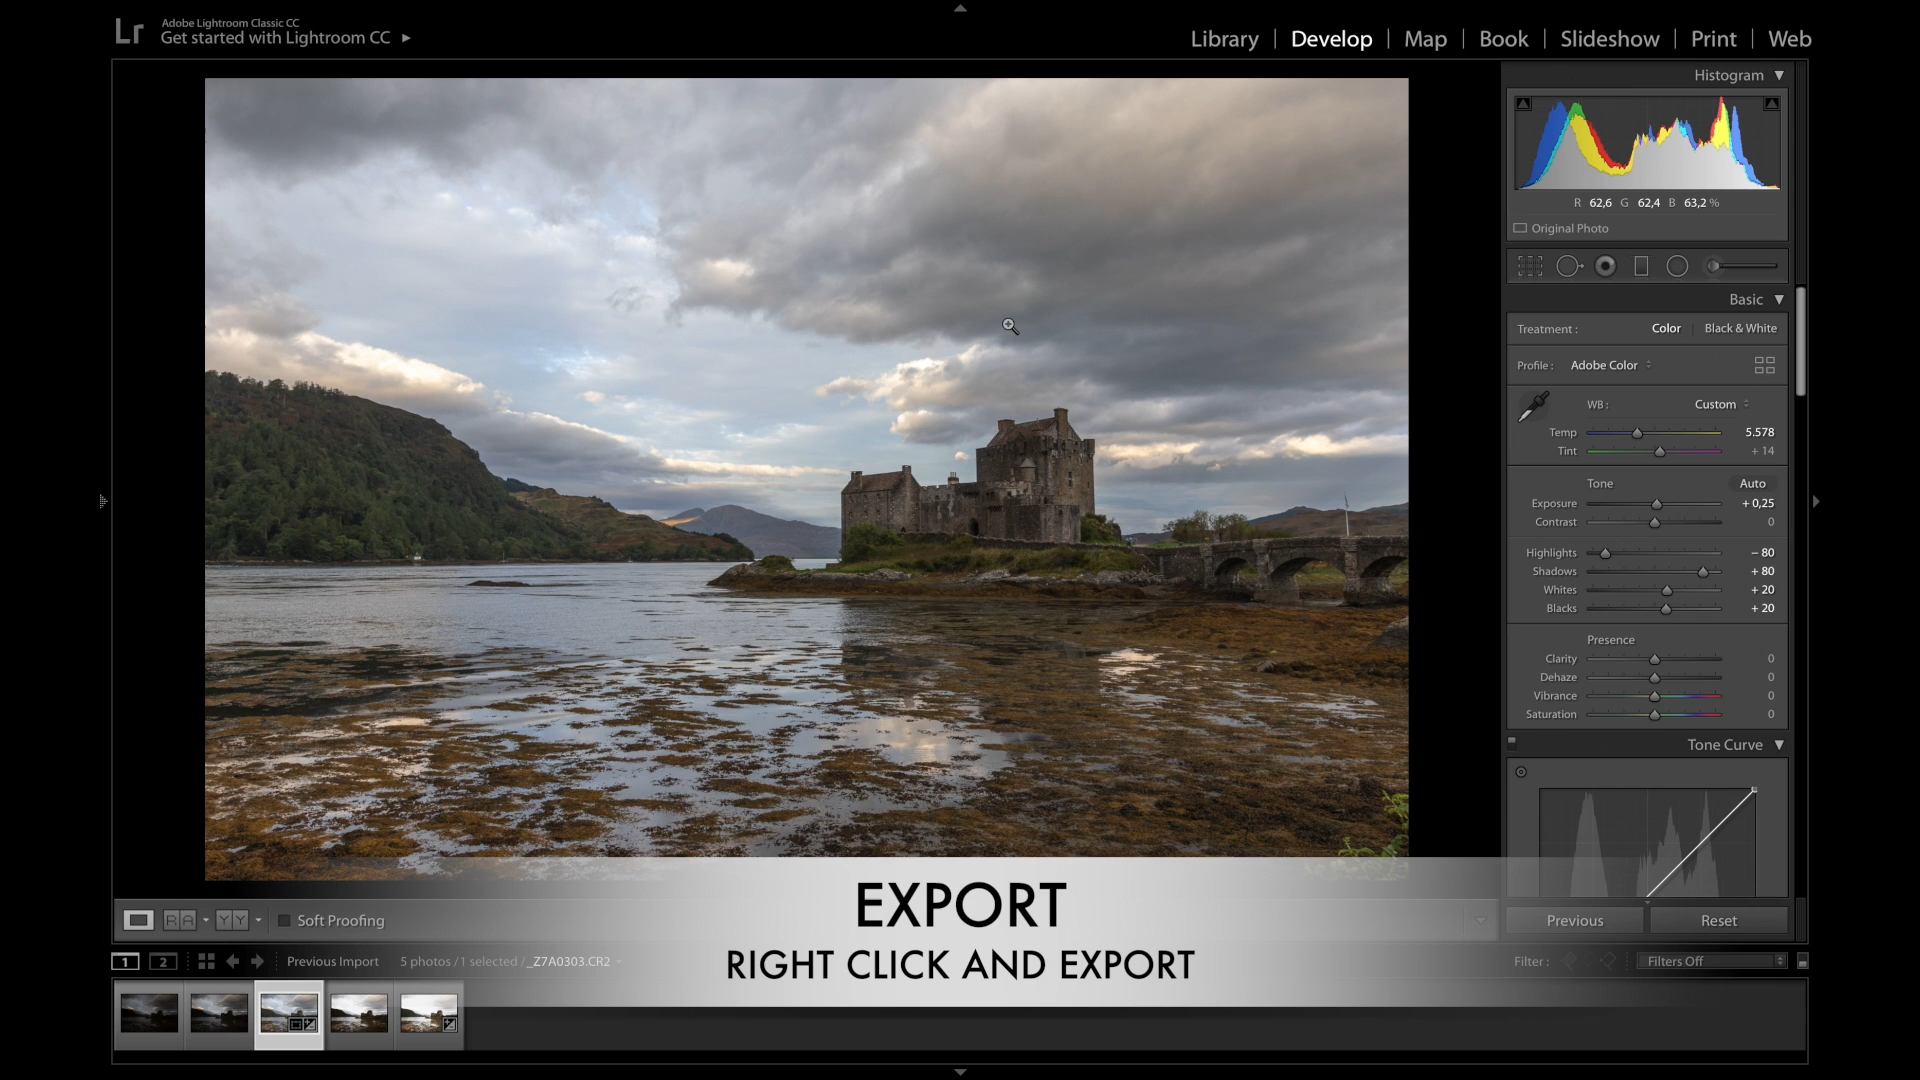 Lr
Adobe Lightroom Classic CC
Get started with Lightroom CC
Library | Develop | Map | Book | Slideshow | Print | Web
Histogram
R 62,6 G 62,4 B 63,2 %
Original Photo
Basic
Treatment : Color Black & White
Profile : Adobe Color
WB : Custom
Temp 5.578
Tint + 14
Tone Auto
Exposure + 0,25
Contrast 0
Highlights − 80
Shadows + 80
Whites + 20
Blacks + 20
Presence
Clarity 0
Dehaze 0
Vibrance 0
Saturation 0
Tone Curve
EXPORT
RIGHT CLICK AND EXPORT
R A Y Y Soft Proofing
Previous Reset
1 2 Previous Import 5 photos / 1 selected / _Z7A0303.CR2
Filter : Filters Off